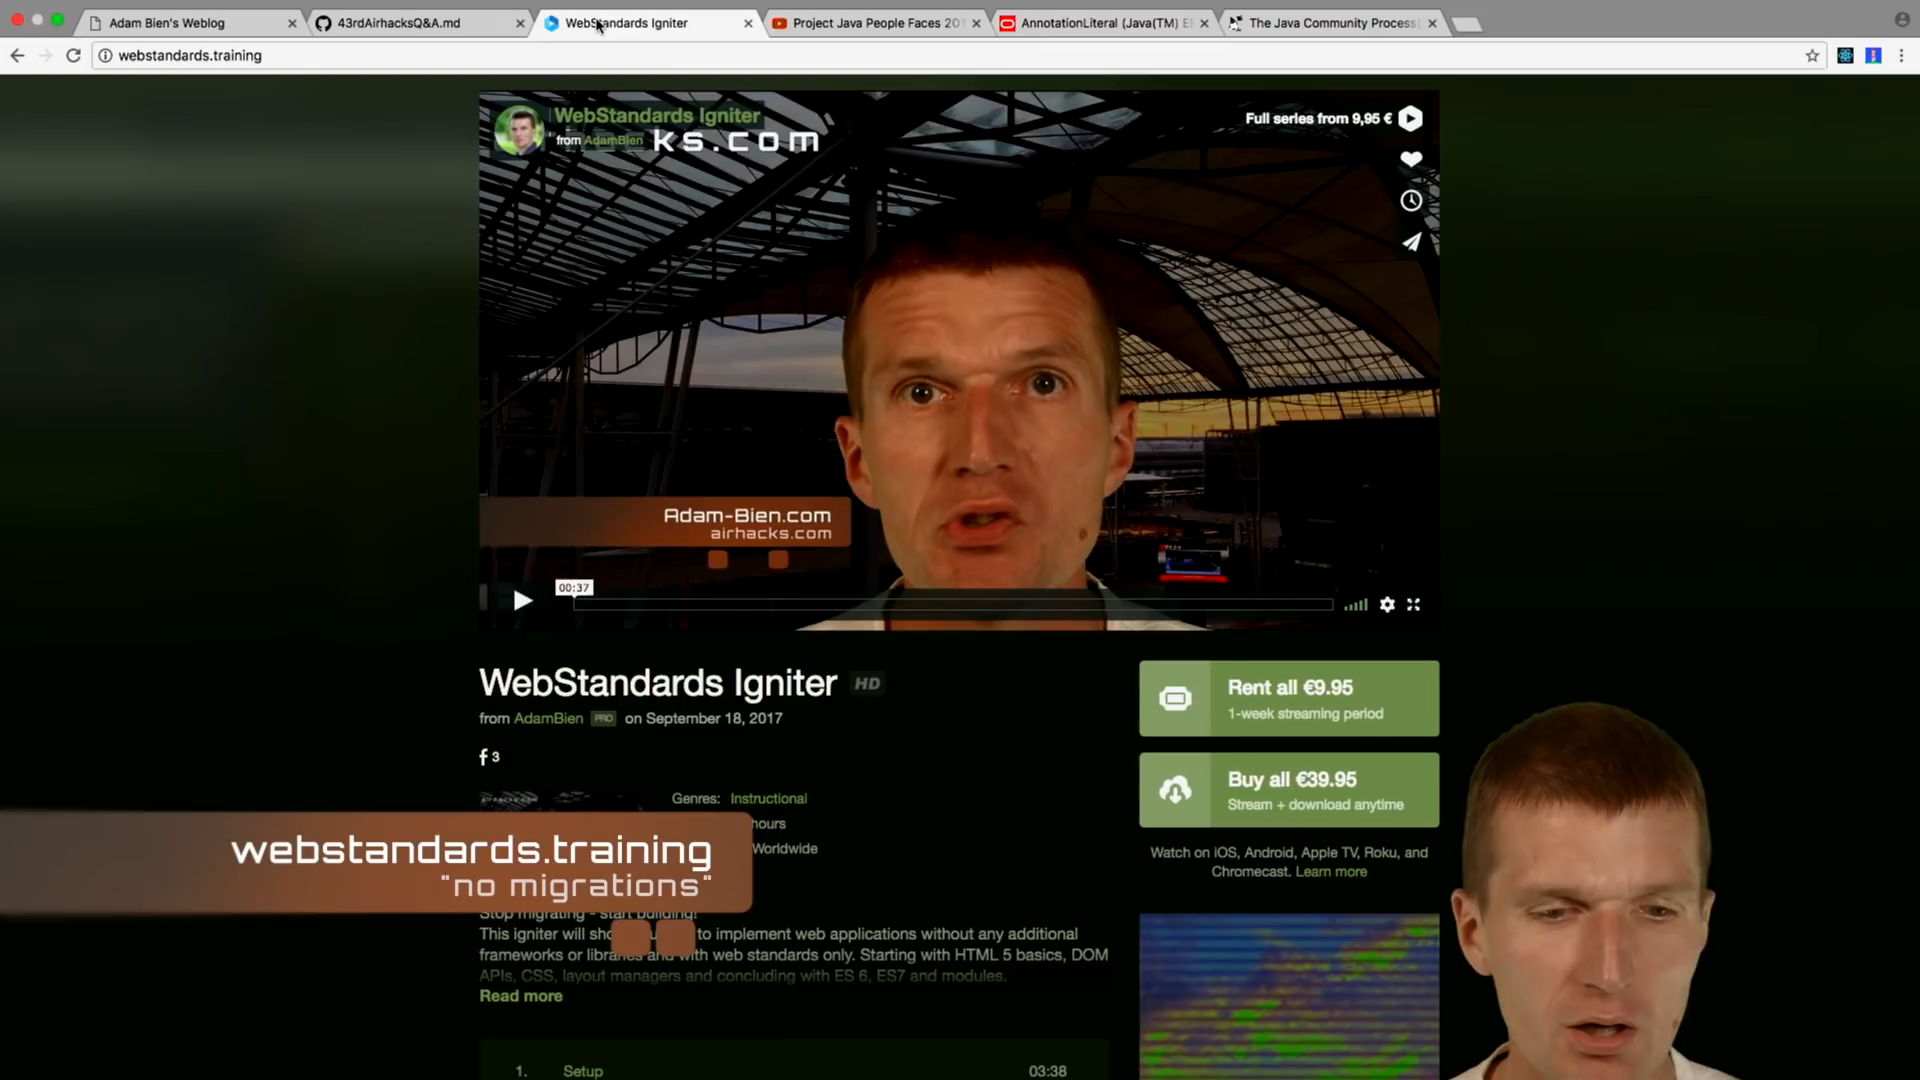 Adam Bien's Weblog
43rdAirhacksQ&A.md
WebStandards Igniter
Project Java People Faces 201
AnnotationLiteral (Java(TM) EE
The Java Community Process(
webstandards.training
WebStandards Igniter
from AdamBien
ks.com
Full series from 9,95 €
Adam-Bien.com
airhacks.com
00:37
WebStandards Igniter HD
from AdamBien PRO on September 18, 2017
3
Genres: Instructional
hours
Worldwide
Rent all €9.95
1-week streaming period
Buy all €39.95
Stream + download anytime
Watch on iOS, Android, Apple TV, Roku, and
Chromecast. Learn more
webstandards.training
"no migrations"
Stop migrating - start building!
This igniter will to implement web applications without any additional
frameworks or libraries and with web standards only. Starting with HTML 5 basics, DOM
APIs, CSS, layout managers and concluding with ES 6, ES7 and modules.
Read more
1. Setup 03:38